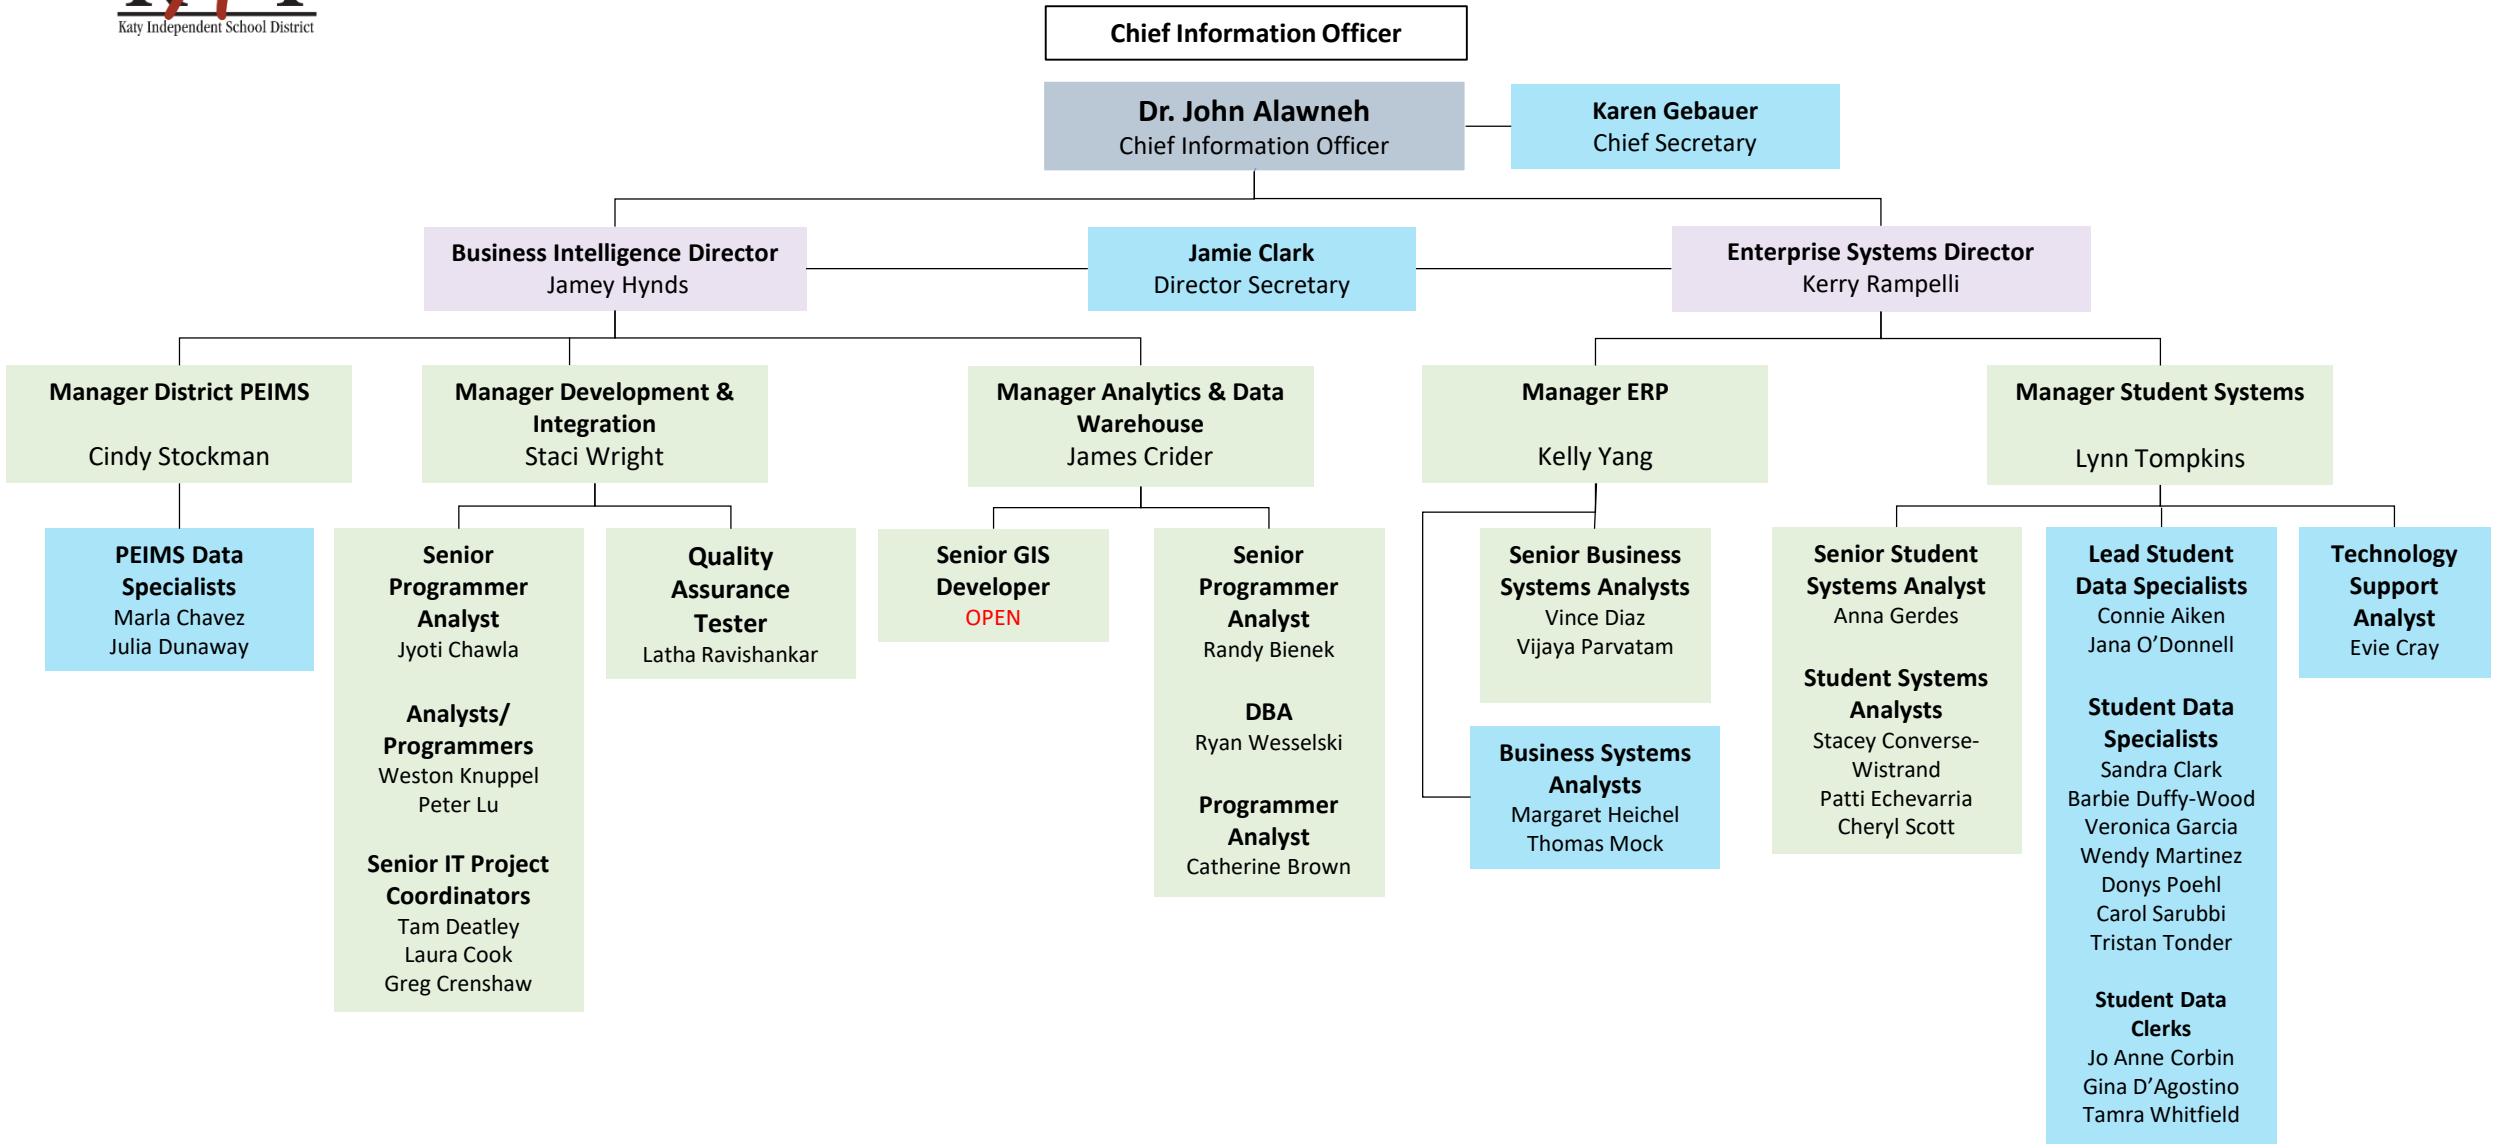 Katy Independent School District
Chief Information Officer
Dr. John Alawneh
Chief Information Officer
Karen Gebauer
Chief Secretary
Business Intelligence Director
Jamey Hynds
Jamie Clark
Director Secretary
Enterprise Systems Director
Kerry Rampelli
Manager District PEIMS
Cindy Stockman
Manager Development &
Integration
Staci Wright
Manager Analytics & Data
Warehouse
James Crider
Manager ERP
Kelly Yang
Manager Student Systems
Lynn Tompkins
PEIMS Data
Specialists
Marla Chavez
Julia Dunaway
Senior
Programmer
Analyst
Jyoti Chawla
Analysts/
Programmers
Weston Knuppel
Peter Lu
Senior IT Project
Coordinators
Tam Deatley
Laura Cook
Greg Crenshaw
Quality
Assurance
Tester
Latha Ravishankar
Senior GIS
Developer
OPEN
Senior
Programmer
Analyst
Randy Bienek
DBA
Ryan Wesselski
Programmer
Analyst
Catherine Brown
Senior Business
Systems Analysts
Vince Diaz
Vijaya Parvatam
Business Systems
Analysts
Margaret Heichel
Thomas Mock
Senior Student
Systems Analyst
Anna Gerdes
Student Systems
Analysts
Stacey Converse-
Wistrand
Patti Echevarria
Cheryl Scott
Lead Student
Data Specialists
Connie Aiken
Jana O’Donnell
Student Data
Specialists
Sandra Clark
Barbie Duffy-Wood
Veronica Garcia
Wendy Martinez
Donys Poehl
Carol Sarubbi
Tristan Tonder
Student Data
Clerks
Jo Anne Corbin
Gina D’Agostino
Tamra Whitfield
Technology
Support
Analyst
Evie Cray